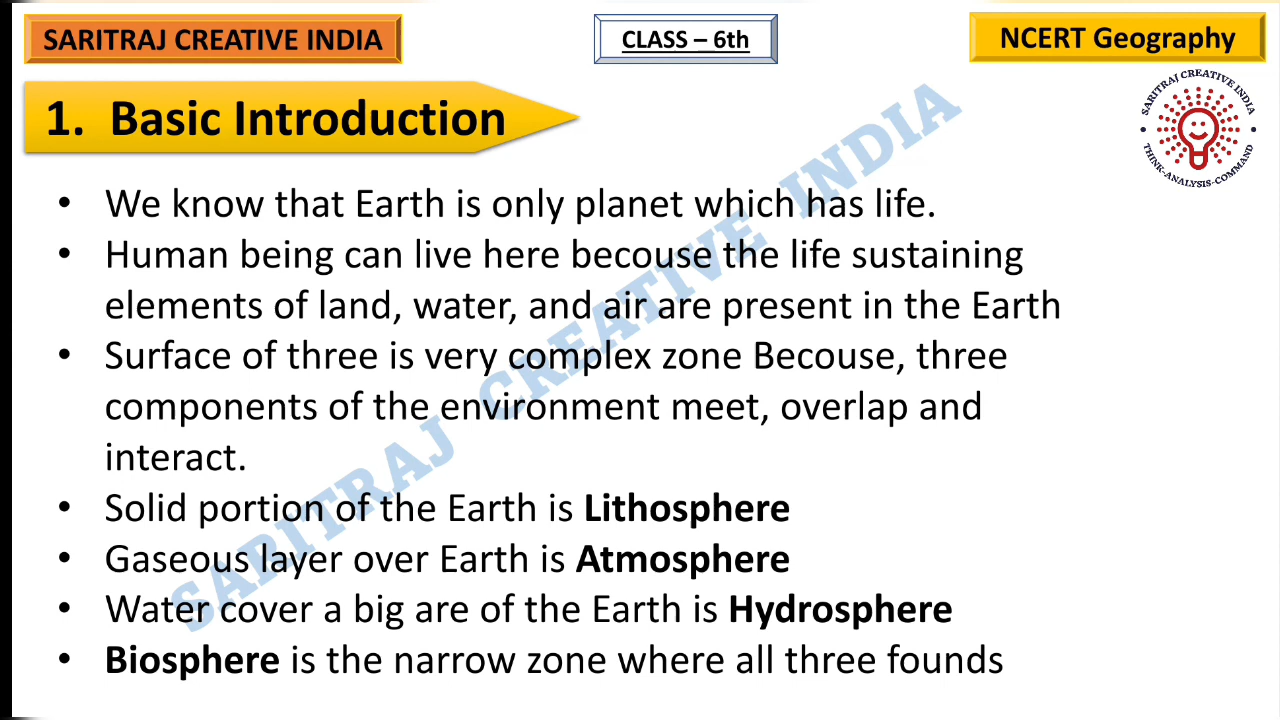 SARITRAJ CREATIVE INDIA
CLASS – 6th
NCERT Geography
SARITRAJ CREATIVE INDIA
THINK-ANALYSIS-COMMAND
1. Basic Introduction
• We know that Earth is only planet which has life.
• Human being can live here becouse the life sustaining
elements of land, water, and air are present in the Earth
• Surface of three is very complex zone Becouse, three
components of the environment meet, overlap and
interact.
• Solid portion of the Earth is Lithosphere
• Gaseous layer over Earth is Atmosphere
• Water cover a big are of the Earth is Hydrosphere
• Biosphere is the narrow zone where all three founds
SARITRAJ CREATIVE INDIA